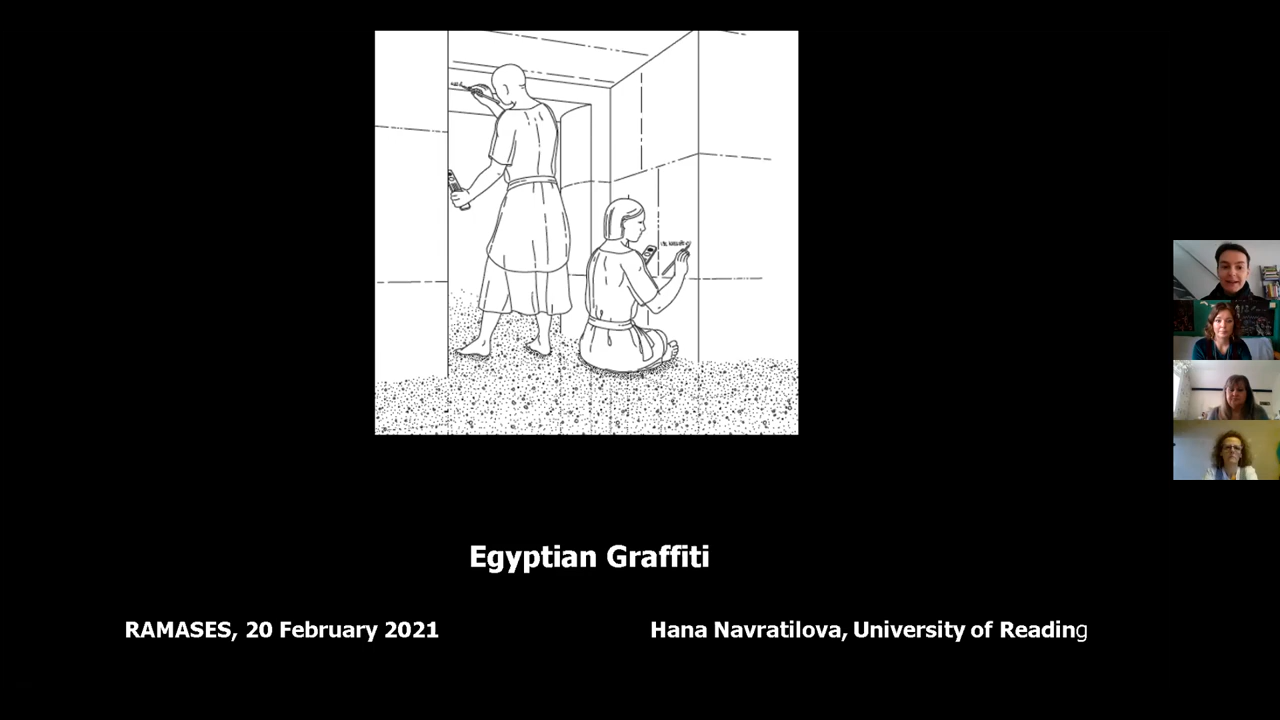 Egyptian Graffiti
RAMASES, 20 February 2021
Hana Navratilova, University of Reading